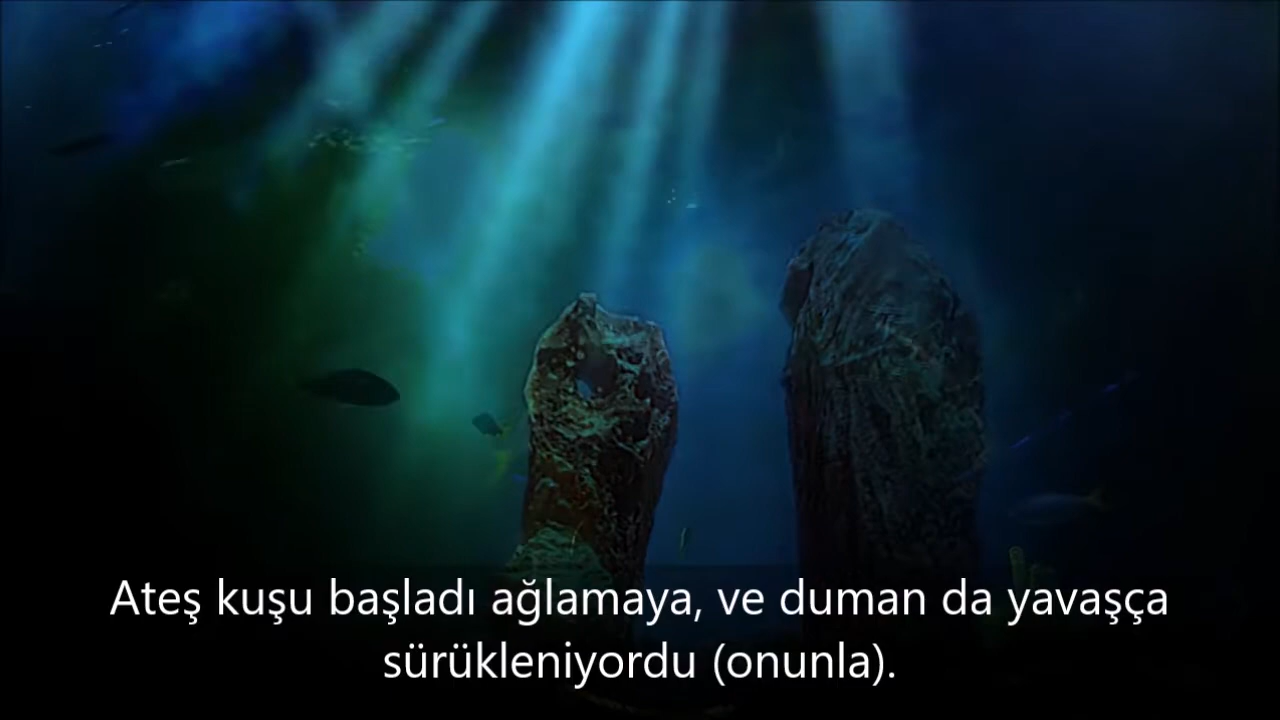 Ateş kuşu başladı ağlamaya, ve duman da yavaşça
sürükleniyordu (onunla).